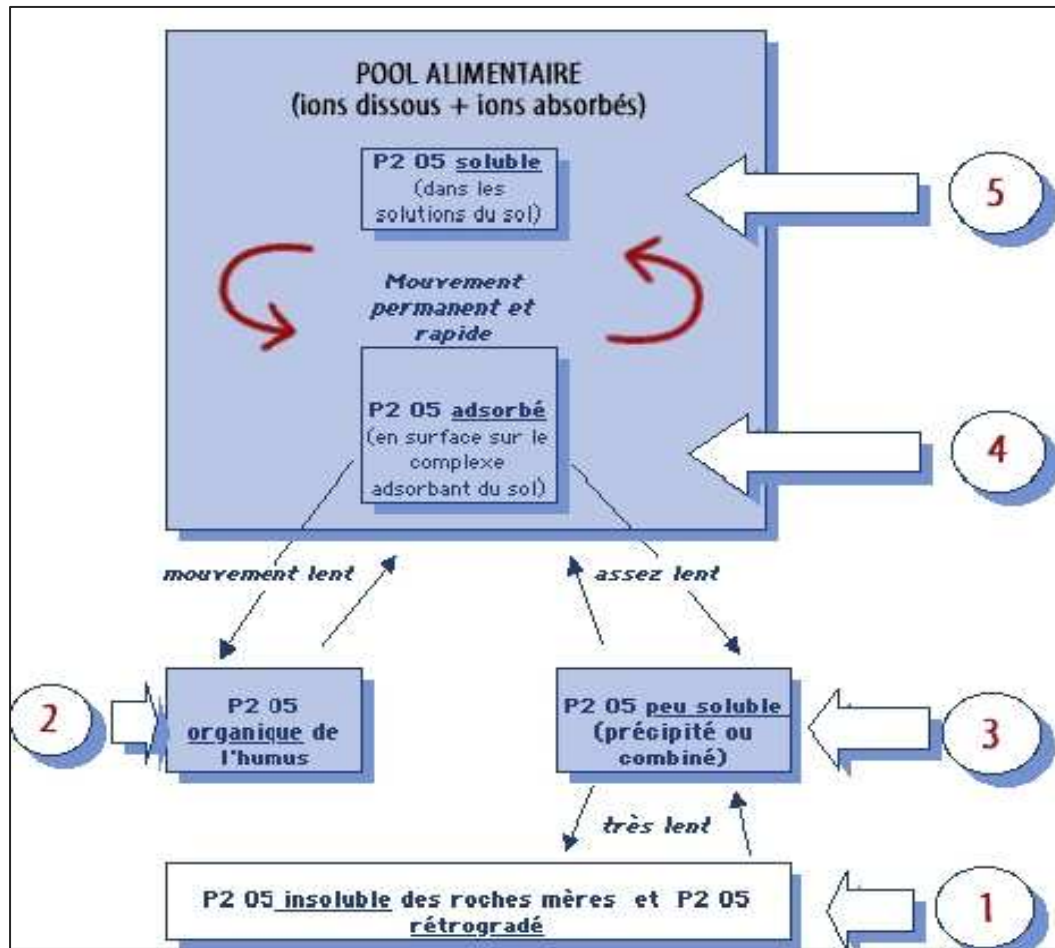 POOL ALIMENTAIRE
(ions dissous + ions absorbés)
P2 05 soluble
(dans les
solutions du sol)
5
Mouvement
permanent et
rapide
P2 05 adsorbé
(en surface sur le
complexe
adsorbant du sol)
4
mouvement lent
assez lent
2
P2 05
organique de
l'humus
P2 05 peu soluble
(précipité ou
combiné)
3
très lent
P2 05 insoluble des roches mères et P2 05
rétrogradé
1